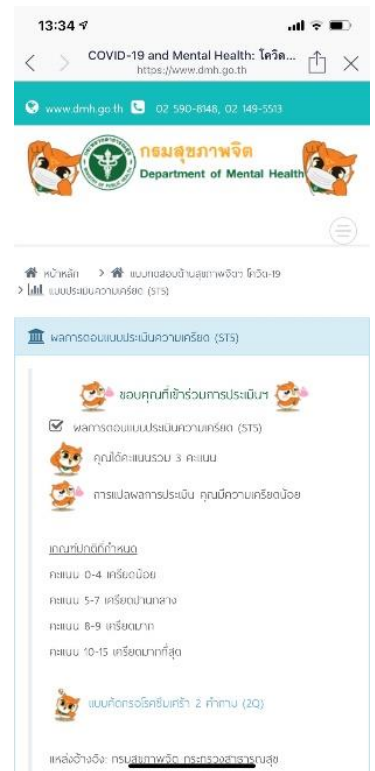 13:34
COVID-19 and Mental Health: โควิด...
https://www.dmh.go.th
www.dmh.go.th 02 590-8148, 02 149-5513
กรมสุขภาพจิต
Department of Mental Health
หน้าหลัก > แบบทดสอบด้านสุขภาพจิตฯ โควิด-19
> แบบประเมินความเครียด (ST5)
ผลการตอบแบบประเมินความเครียด (ST5)
ขอบคุณที่เข้าร่วมการประเมินฯ
ผลการตอบแบบประเมินความเครียด (ST5)
คุณได้คะแนนรวม 3 คะแนน
การแปลผลการประเมิน คุณมีความเครียดน้อย
เกณฑ์ปกติที่กำหนด
คะแนน 0-4 เครียดน้อย
คะแนน 5-7 เครียดปานกลาง
คะแนน 8-9 เครียดมาก
คะแนน 10-15 เครียดมากที่สุด
แบบคัดกรองโรคซึมเศร้า 2 คำถาม (2Q)
แหล่งอ้างอิง: กรมสุขภาพจิต กระทรวงสาธารณสุข